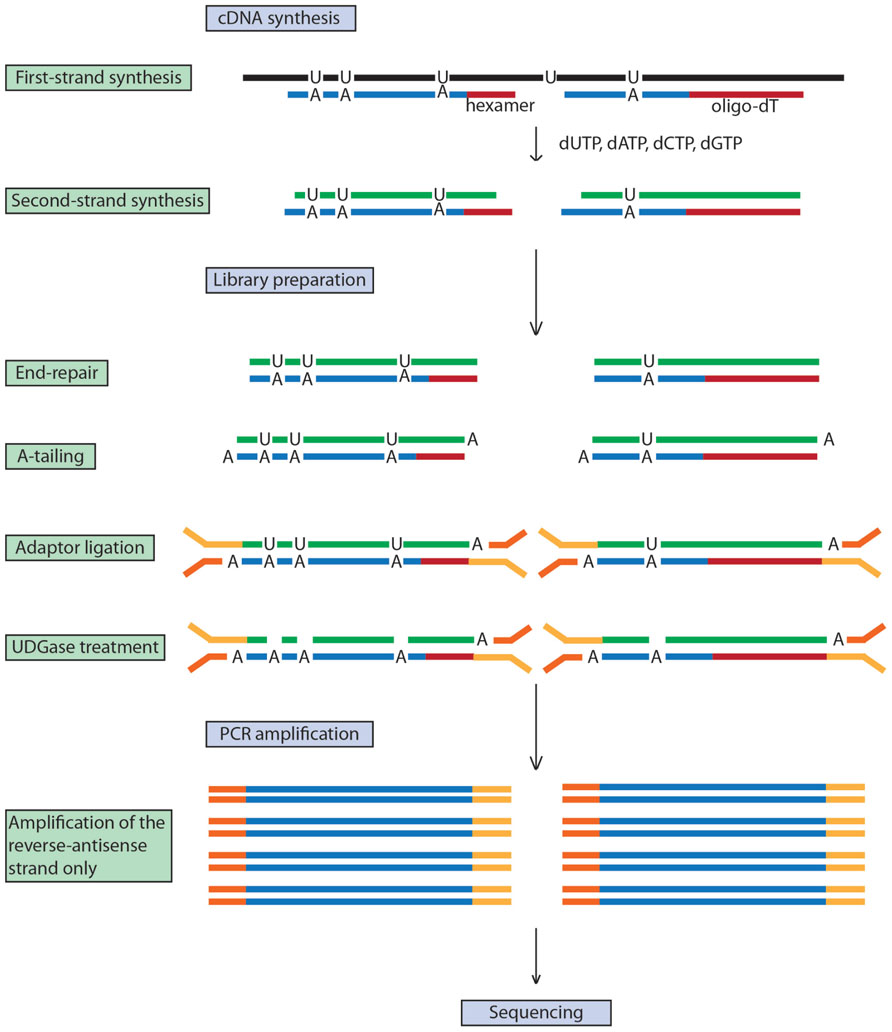 cDNA synthesis
First-strand synthesis
U U U U U
A A A A
hexamer oligo-dT
dUTP, dATP, dCTP, dGTP
Second-strand synthesis
U U U U
A A A A
Library preparation
End-repair
U U U U
A A A A
A-tailing
U U U A U A
A A A A A A
Adaptor ligation
U U U A U A
A A A A A A
UDGase treatment
A A
A A A A A A
PCR amplification
Amplification of the
reverse-antisense
strand only
Sequencing